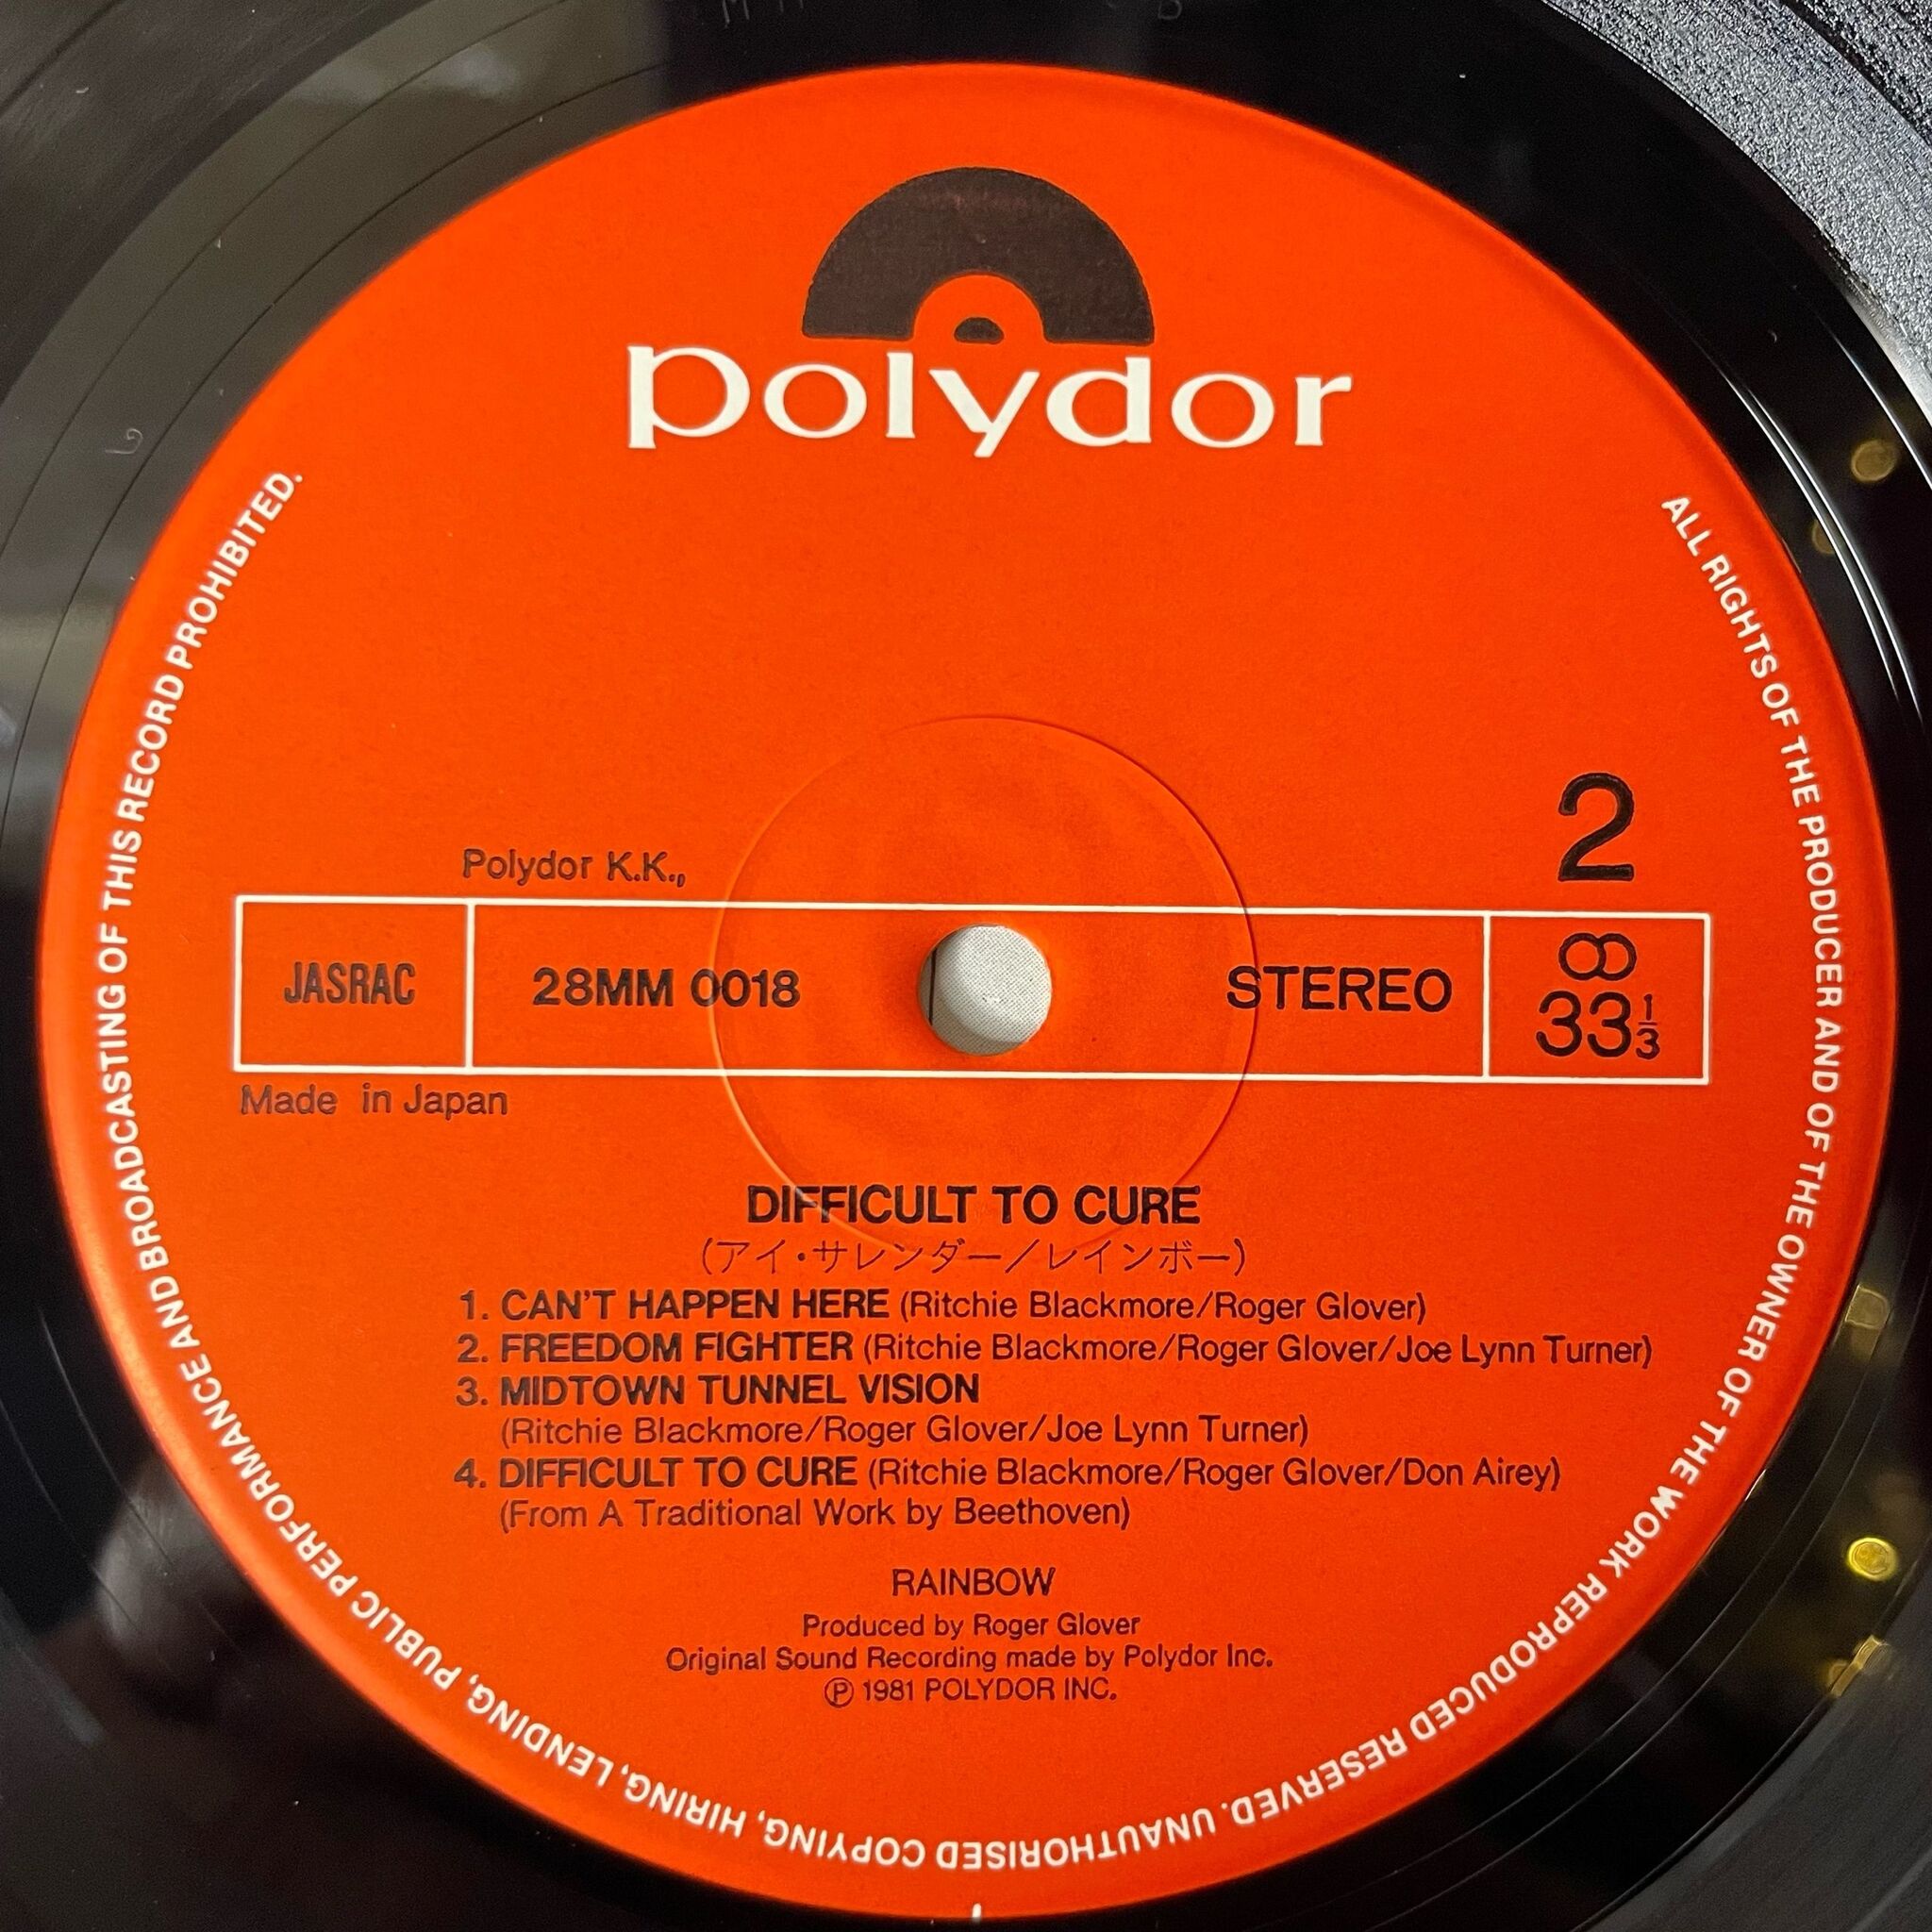 polydor
Polydor K.K.,
2
JASRAC
28MM 0018
STEREO
33 1/3
Made in Japan
DIFFICULT TO CURE
(アイ・サレンダー／レインボー)
1. CAN'T HAPPEN HERE (Ritchie Blackmore/Roger Glover)
2. FREEDOM FIGHTER (Ritchie Blackmore/Roger Glover/Joe Lynn Turner)
3. MIDTOWN TUNNEL VISION
(Ritchie Blackmore/Roger Glover/Joe Lynn Turner)
4. DIFFICULT TO CURE (Ritchie Blackmore/Roger Glover/Don Airey)
(From A Traditional Work by Beethoven)
RAINBOW
Produced by Roger Glover
Original Sound Recording made by Polydor Inc.
Ⓟ 1981 POLYDOR INC.
ALL RIGHTS OF THE PRODUCER AND OF THE OWNER OF THE WORK REPRODUCED RESERVED. UNAUTHORISED COPYING, HIRING, LENDING, PUBLIC PERFORMANCE AND BROADCASTING OF THIS RECORD PROHIBITED.